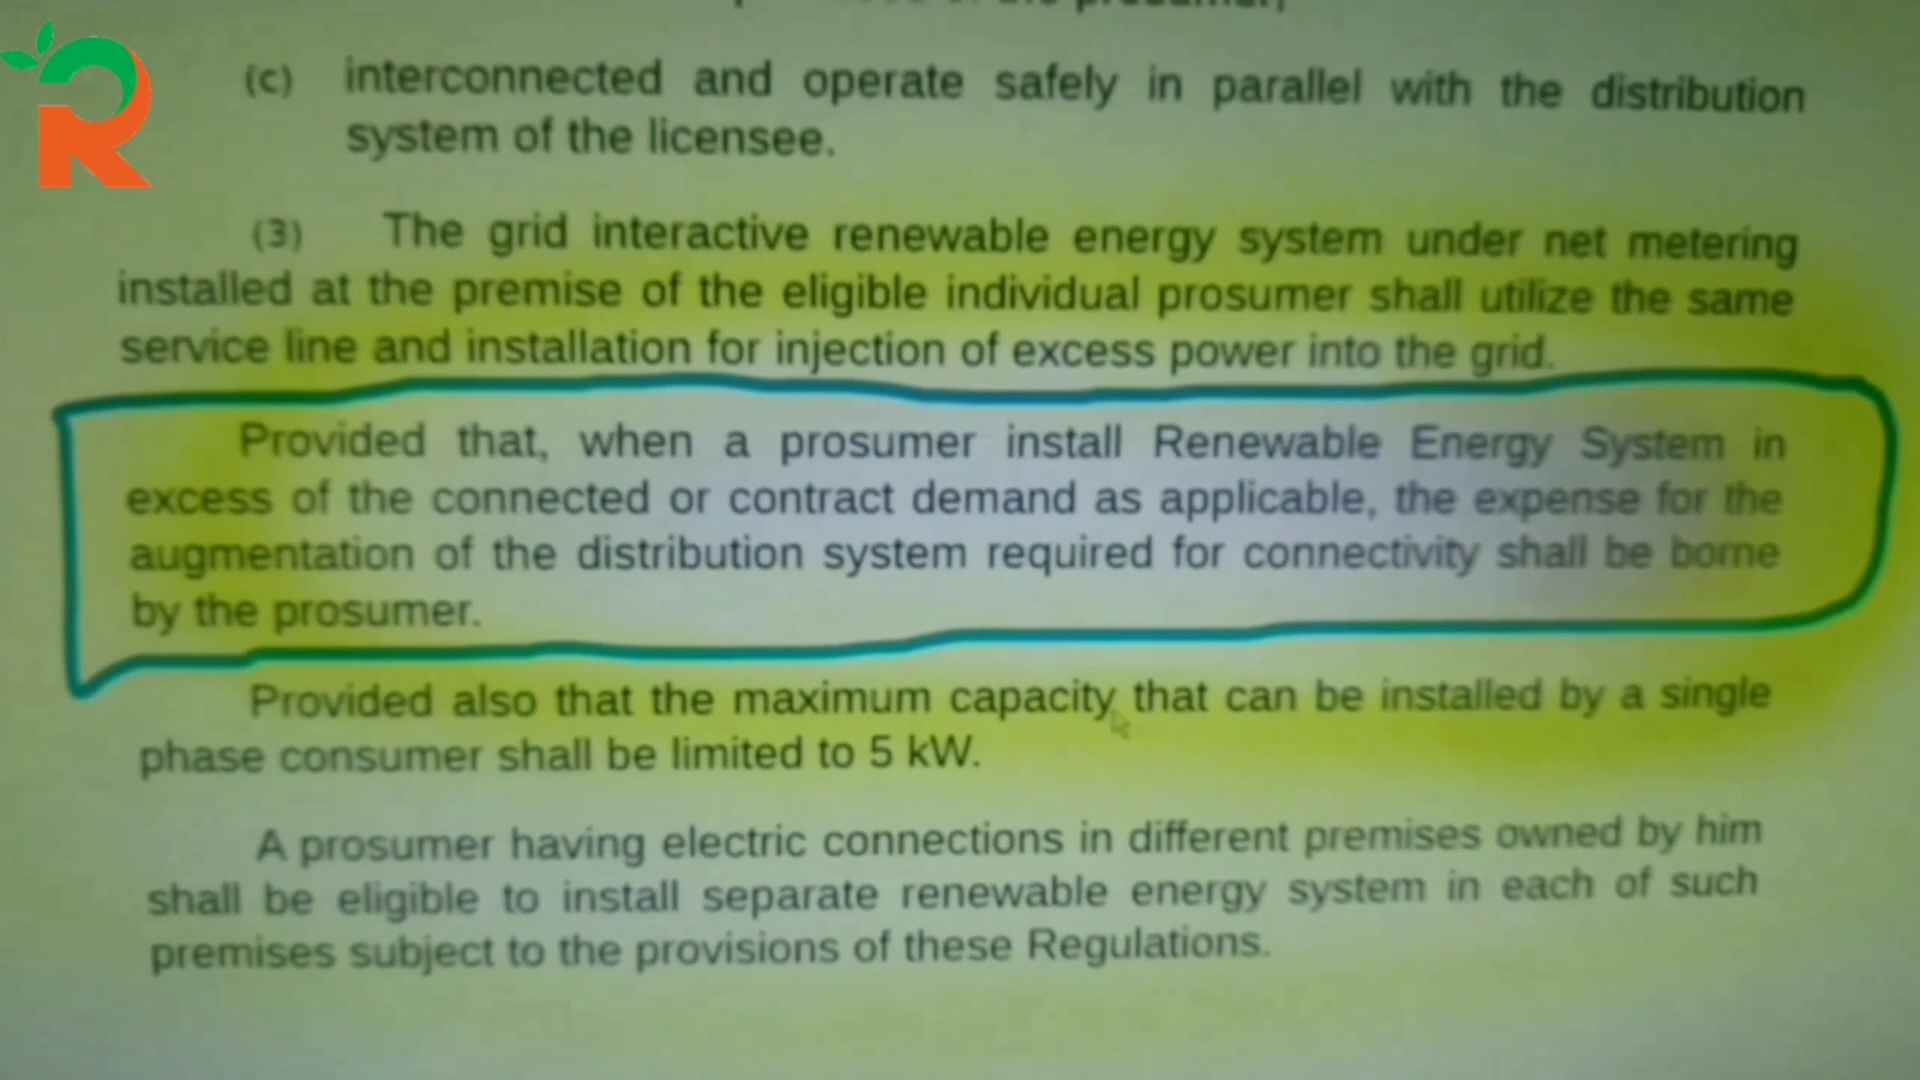 (c) interconnected and operate safely in parallel with the distribution
system of the licensee.
(3) The grid interactive renewable energy system under net metering
installed at the premise of the eligible individual prosumer shall utilize the same
service line and installation for injection of excess power into the grid.
Provided that, when a prosumer install Renewable Energy System in
excess of the connected or contract demand as applicable, the expense for the
augmentation of the distribution system required for connectivity shall be borne
by the prosumer.
Provided also that the maximum capacity that can be installed by a single
phase consumer shall be limited to 5 kW.
A prosumer having electric connections in different premises owned by him
shall be eligible to install separate renewable energy system in each of such
premises subject to the provisions of these Regulations.